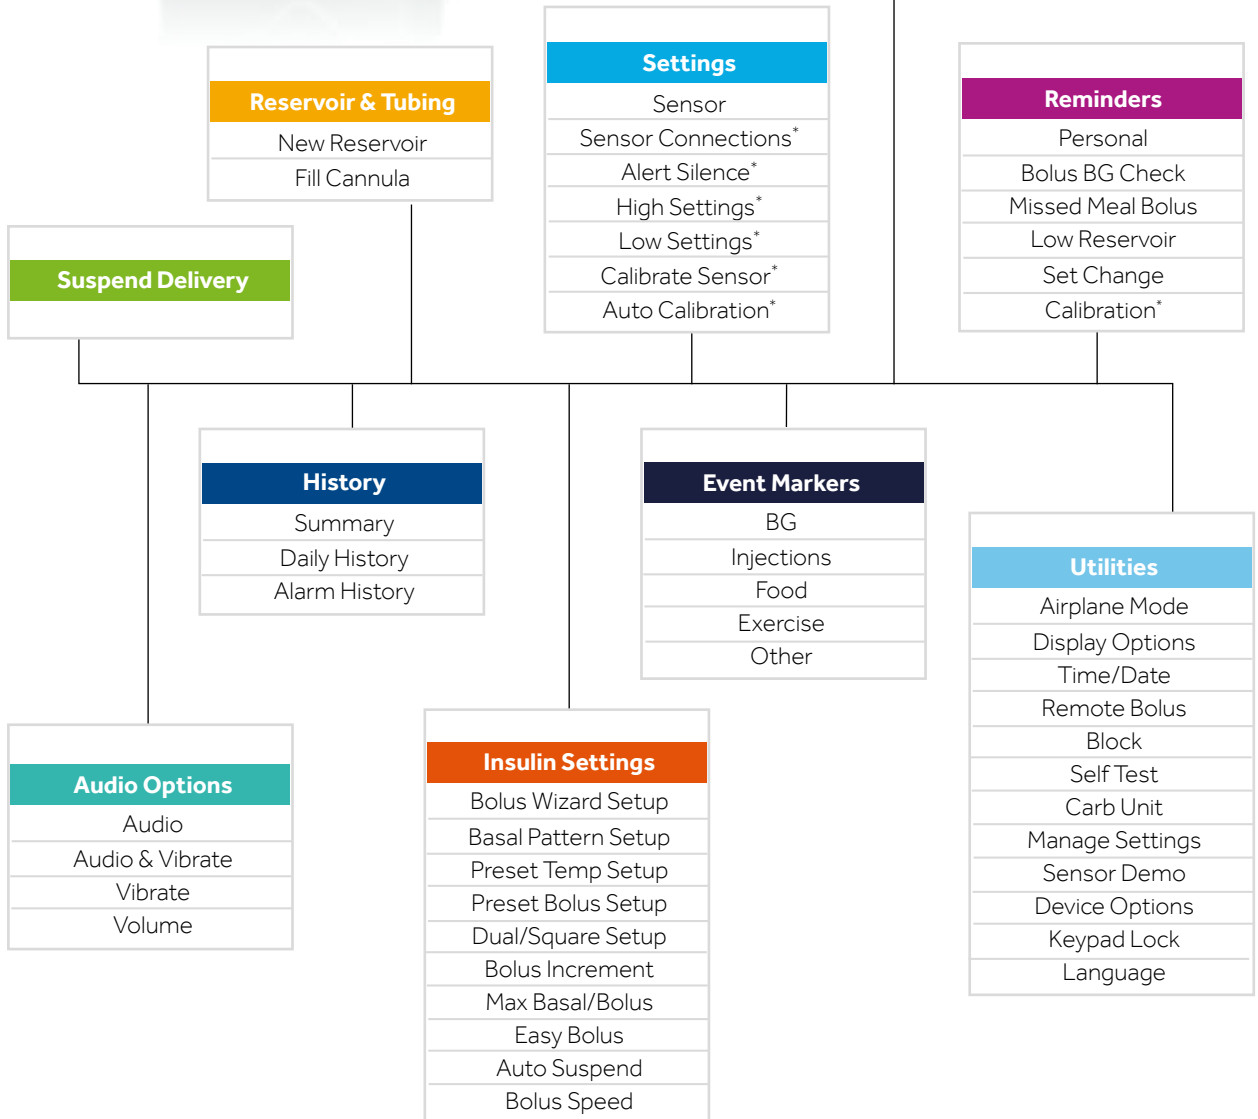 Reservoir & Tubing
New Reservoir
Fill Cannula
Settings
Sensor
Sensor Connections*
Alert Silence*
High Settings*
Low Settings*
Calibrate Sensor*
Auto Calibration*
Reminders
Personal
Bolus BG Check
Missed Meal Bolus
Low Reservoir
Set Change
Calibration*
Suspend Delivery
History
Summary
Daily History
Alarm History
Event Markers
BG
Injections
Food
Exercise
Other
Utilities
Airplane Mode
Display Options
Time/Date
Remote Bolus
Block
Self Test
Carb Unit
Manage Settings
Sensor Demo
Device Options
Keypad Lock
Language
Audio Options
Audio
Audio & Vibrate
Vibrate
Volume
Insulin Settings
Bolus Wizard Setup
Basal Pattern Setup
Preset Temp Setup
Preset Bolus Setup
Dual/Square Setup
Bolus Increment
Max Basal/Bolus
Easy Bolus
Auto Suspend
Bolus Speed